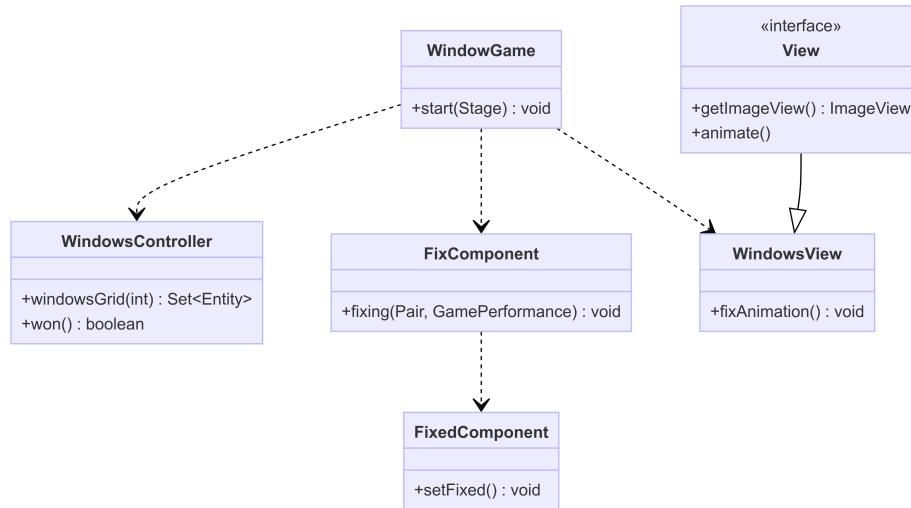 WindowGame
+start(Stage) : void
«interface»
View
+getImageView() : ImageView
+animate()
WindowsController
+windowsGrid(int) : Set<Entity>
+won() : boolean
FixComponent
+fixing(Pair, GamePerformance) : void
WindowsView
+fixAnimation() : void
FixedComponent
+setFixed() : void